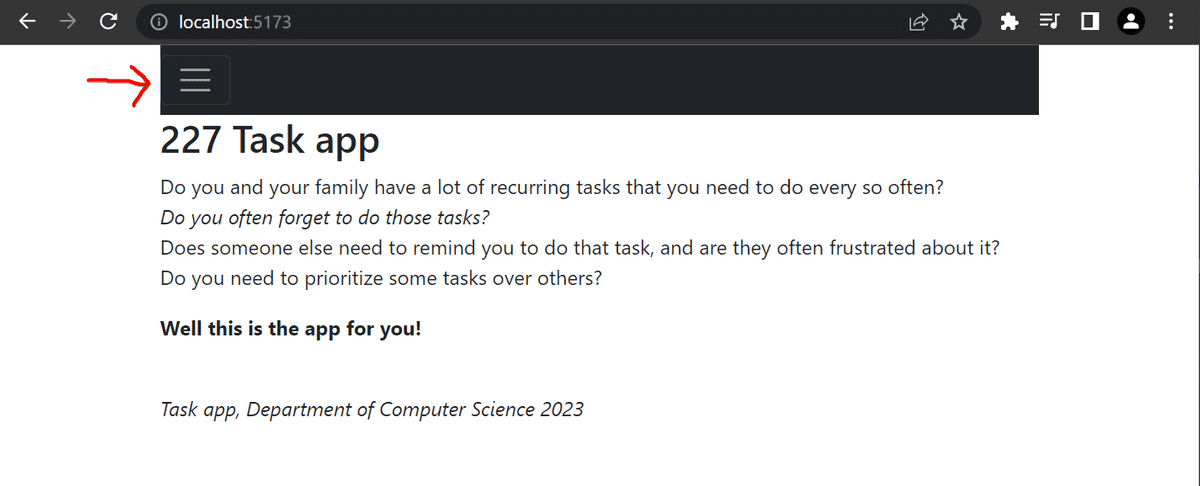 localhost:5173
227 Task app
Do you and your family have a lot of recurring tasks that you need to do every so often?
Do you often forget to do those tasks?
Does someone else need to remind you to do that task, and are they often frustrated about it?
Do you need to prioritize some tasks over others?
Well this is the app for you!
Task app, Department of Computer Science 2023